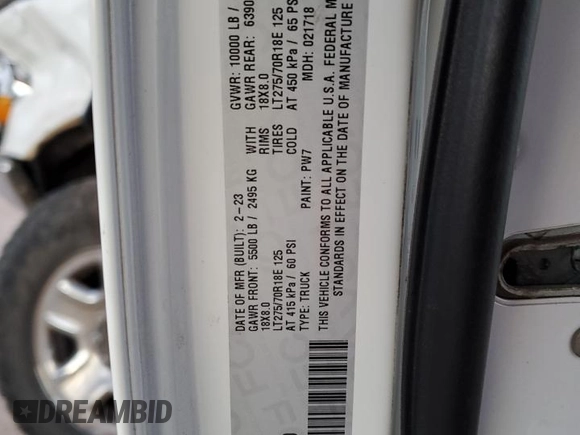 DATE OF MFR (BUILT): 2-23 GVWR: 10000 LB /
GAWR FRONT: 5500 LB / 2495 KG WITH GAWR REAR: 6390
18X8.0 RIMS 18X8.0
LT275/70R18E 125 TIRES LT275/70R18E 125
AT 415 kPa / 60 PSI COLD AT 450 kPa / 65 PS
TYPE: TRUCK PAINT: PW7 MDH: 021718
THIS VEHICLE CONFORMS TO ALL APPLICABLE U.S.A. FEDERAL M
STANDARDS IN EFFECT ON THE DATE OF MANUFACTURE
DREAMBID